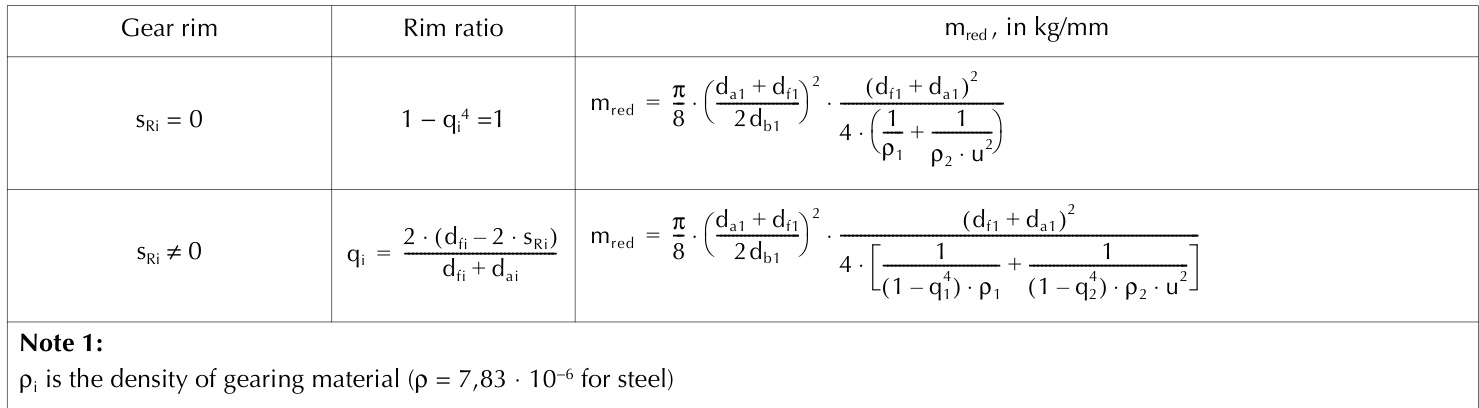 Gear rim Rim ratio m_red, in kg/mm
s_Ri = 0 1 − q_i^4 =1 m_red = π/8 · ((d_a1 + d_f1)/(2 d_b1))^2 · (d_f1 + d_a1)^2/(4 · (1/ρ_1 + 1/(ρ_2 · u^2)))
s_Ri ≠ 0 q_i = (2 · (d_fi − 2 · s_Ri))/(d_fi + d_ai) m_red = π/8 · ((d_a1 + d_f1)/(2 d_b1))^2 · (d_f1 + d_a1)^2/(4 · [1/((1 − q_1^4) · ρ_1) + 1/((1 − q_2^4) · ρ_2 · u^2)])
Note 1:
ρ_i is the density of gearing material (ρ = 7,83 · 10^−6 for steel)